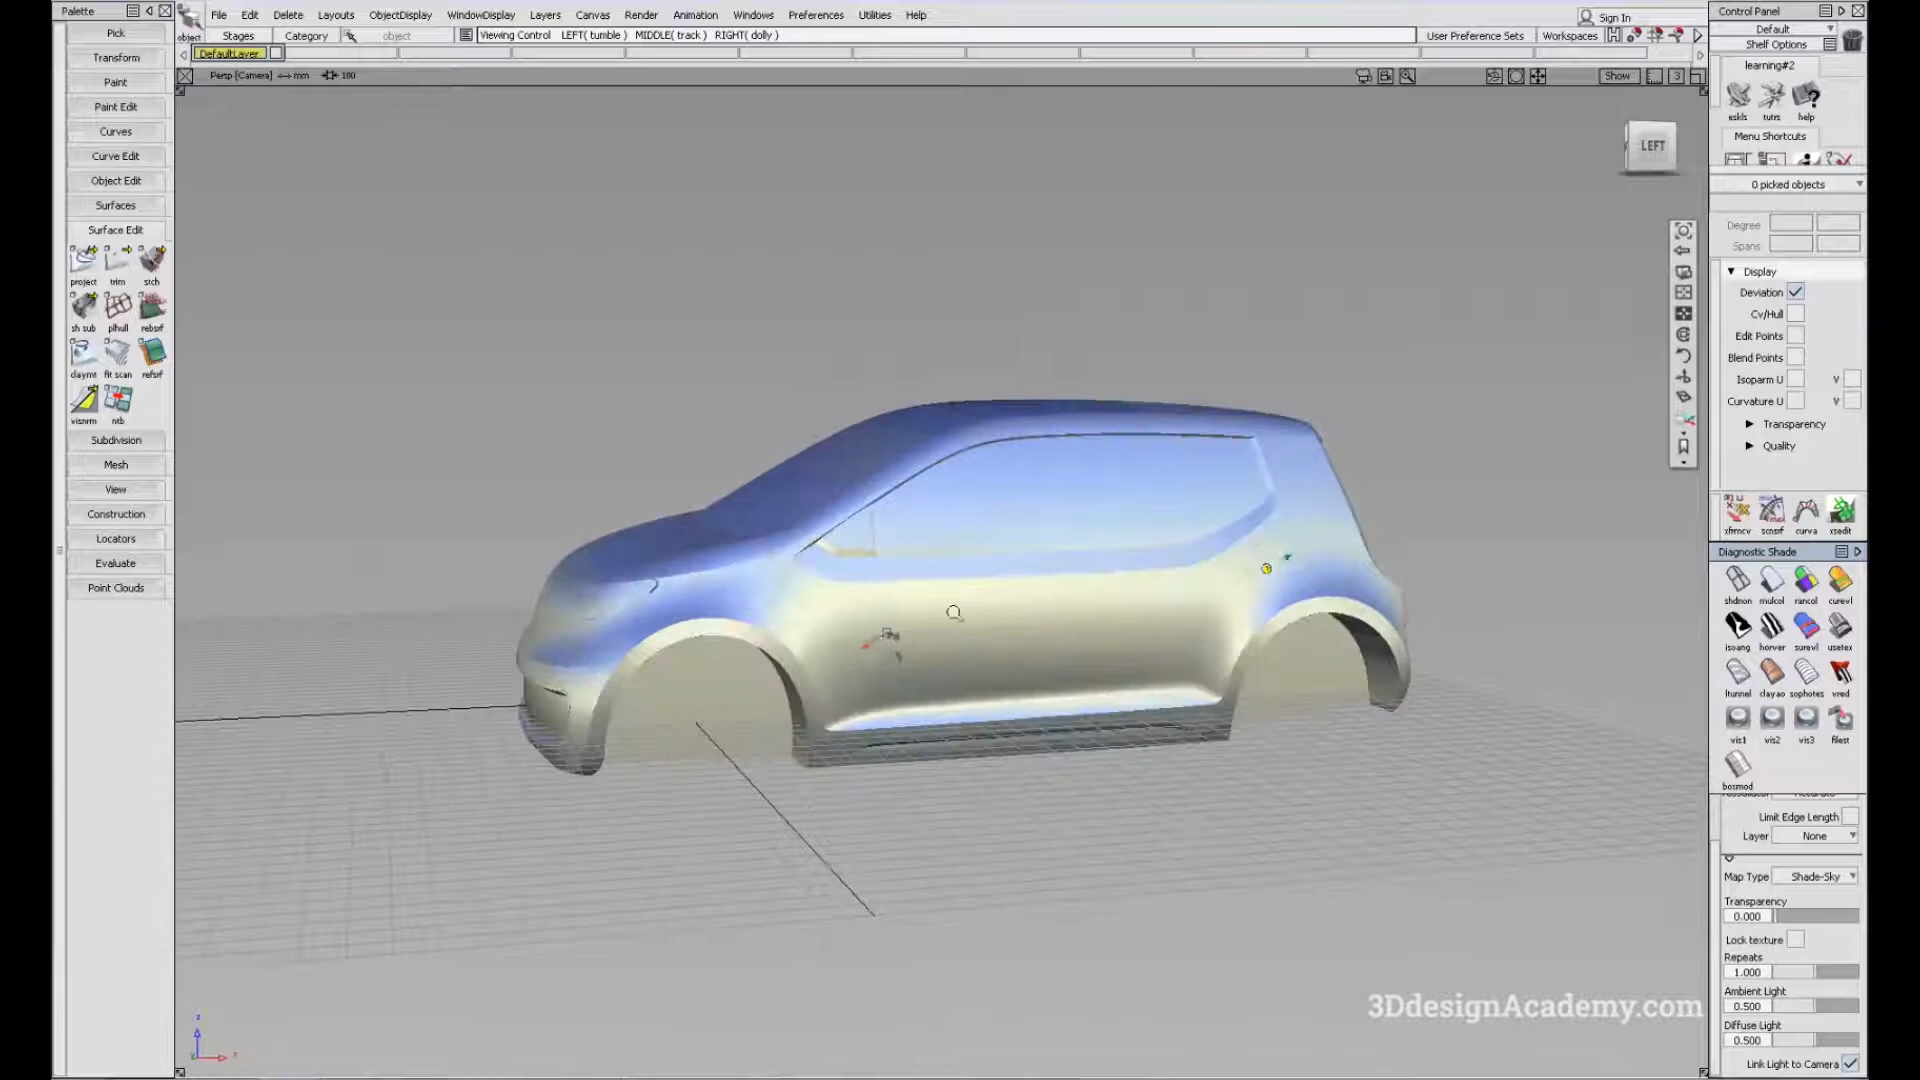 Palette
File Edit Delete Layouts ObjectDisplay WindowDisplay Layers Canvas Render Animation Windows Preferences Utilities Help
Sign In
object Stages Category object
Viewing Control LEFT( tumble ) MIDDLE( track ) RIGHT( dolly )
User Preference Sets Workspaces
DefaultLayer
Persp [Camera] mm 180
Show 3
Pick
Transform
Paint
Paint Edit
Curves
Curve Edit
Object Edit
Surfaces
Surface Edit
project trim stch
sh sub plhull rebsrf
claymt fit scan refsrf
visnrm ntb
Subdivision
Mesh
View
Construction
Locators
Evaluate
Point Clouds
LEFT
Control Panel
Default
Shelf Options
learning#2
eskls tutrs help
Menu Shortcuts
0 picked objects
Degree
Spans
Display
Deviation
Cv/Hull
Edit Points
Blend Points
Isoparm U V
Curvature U V
Transparency
Quality
xfrmcv scnsrf curva xsedit
Diagnostic Shade
shdnon mulcol rancol curevl
isoang horver surevl usetex
ltunnel clayao sophotes vred
vis1 vis2 vis3 filest
boxmod
Limit Edge Length
Layer None
Map Type Shade-Sky
Transparency
0.000
Lock texture
Repeats
1.000
Ambient Light
0.500
Diffuse Light
0.500
Link Light to Camera
3DdesignAcademy.com
z